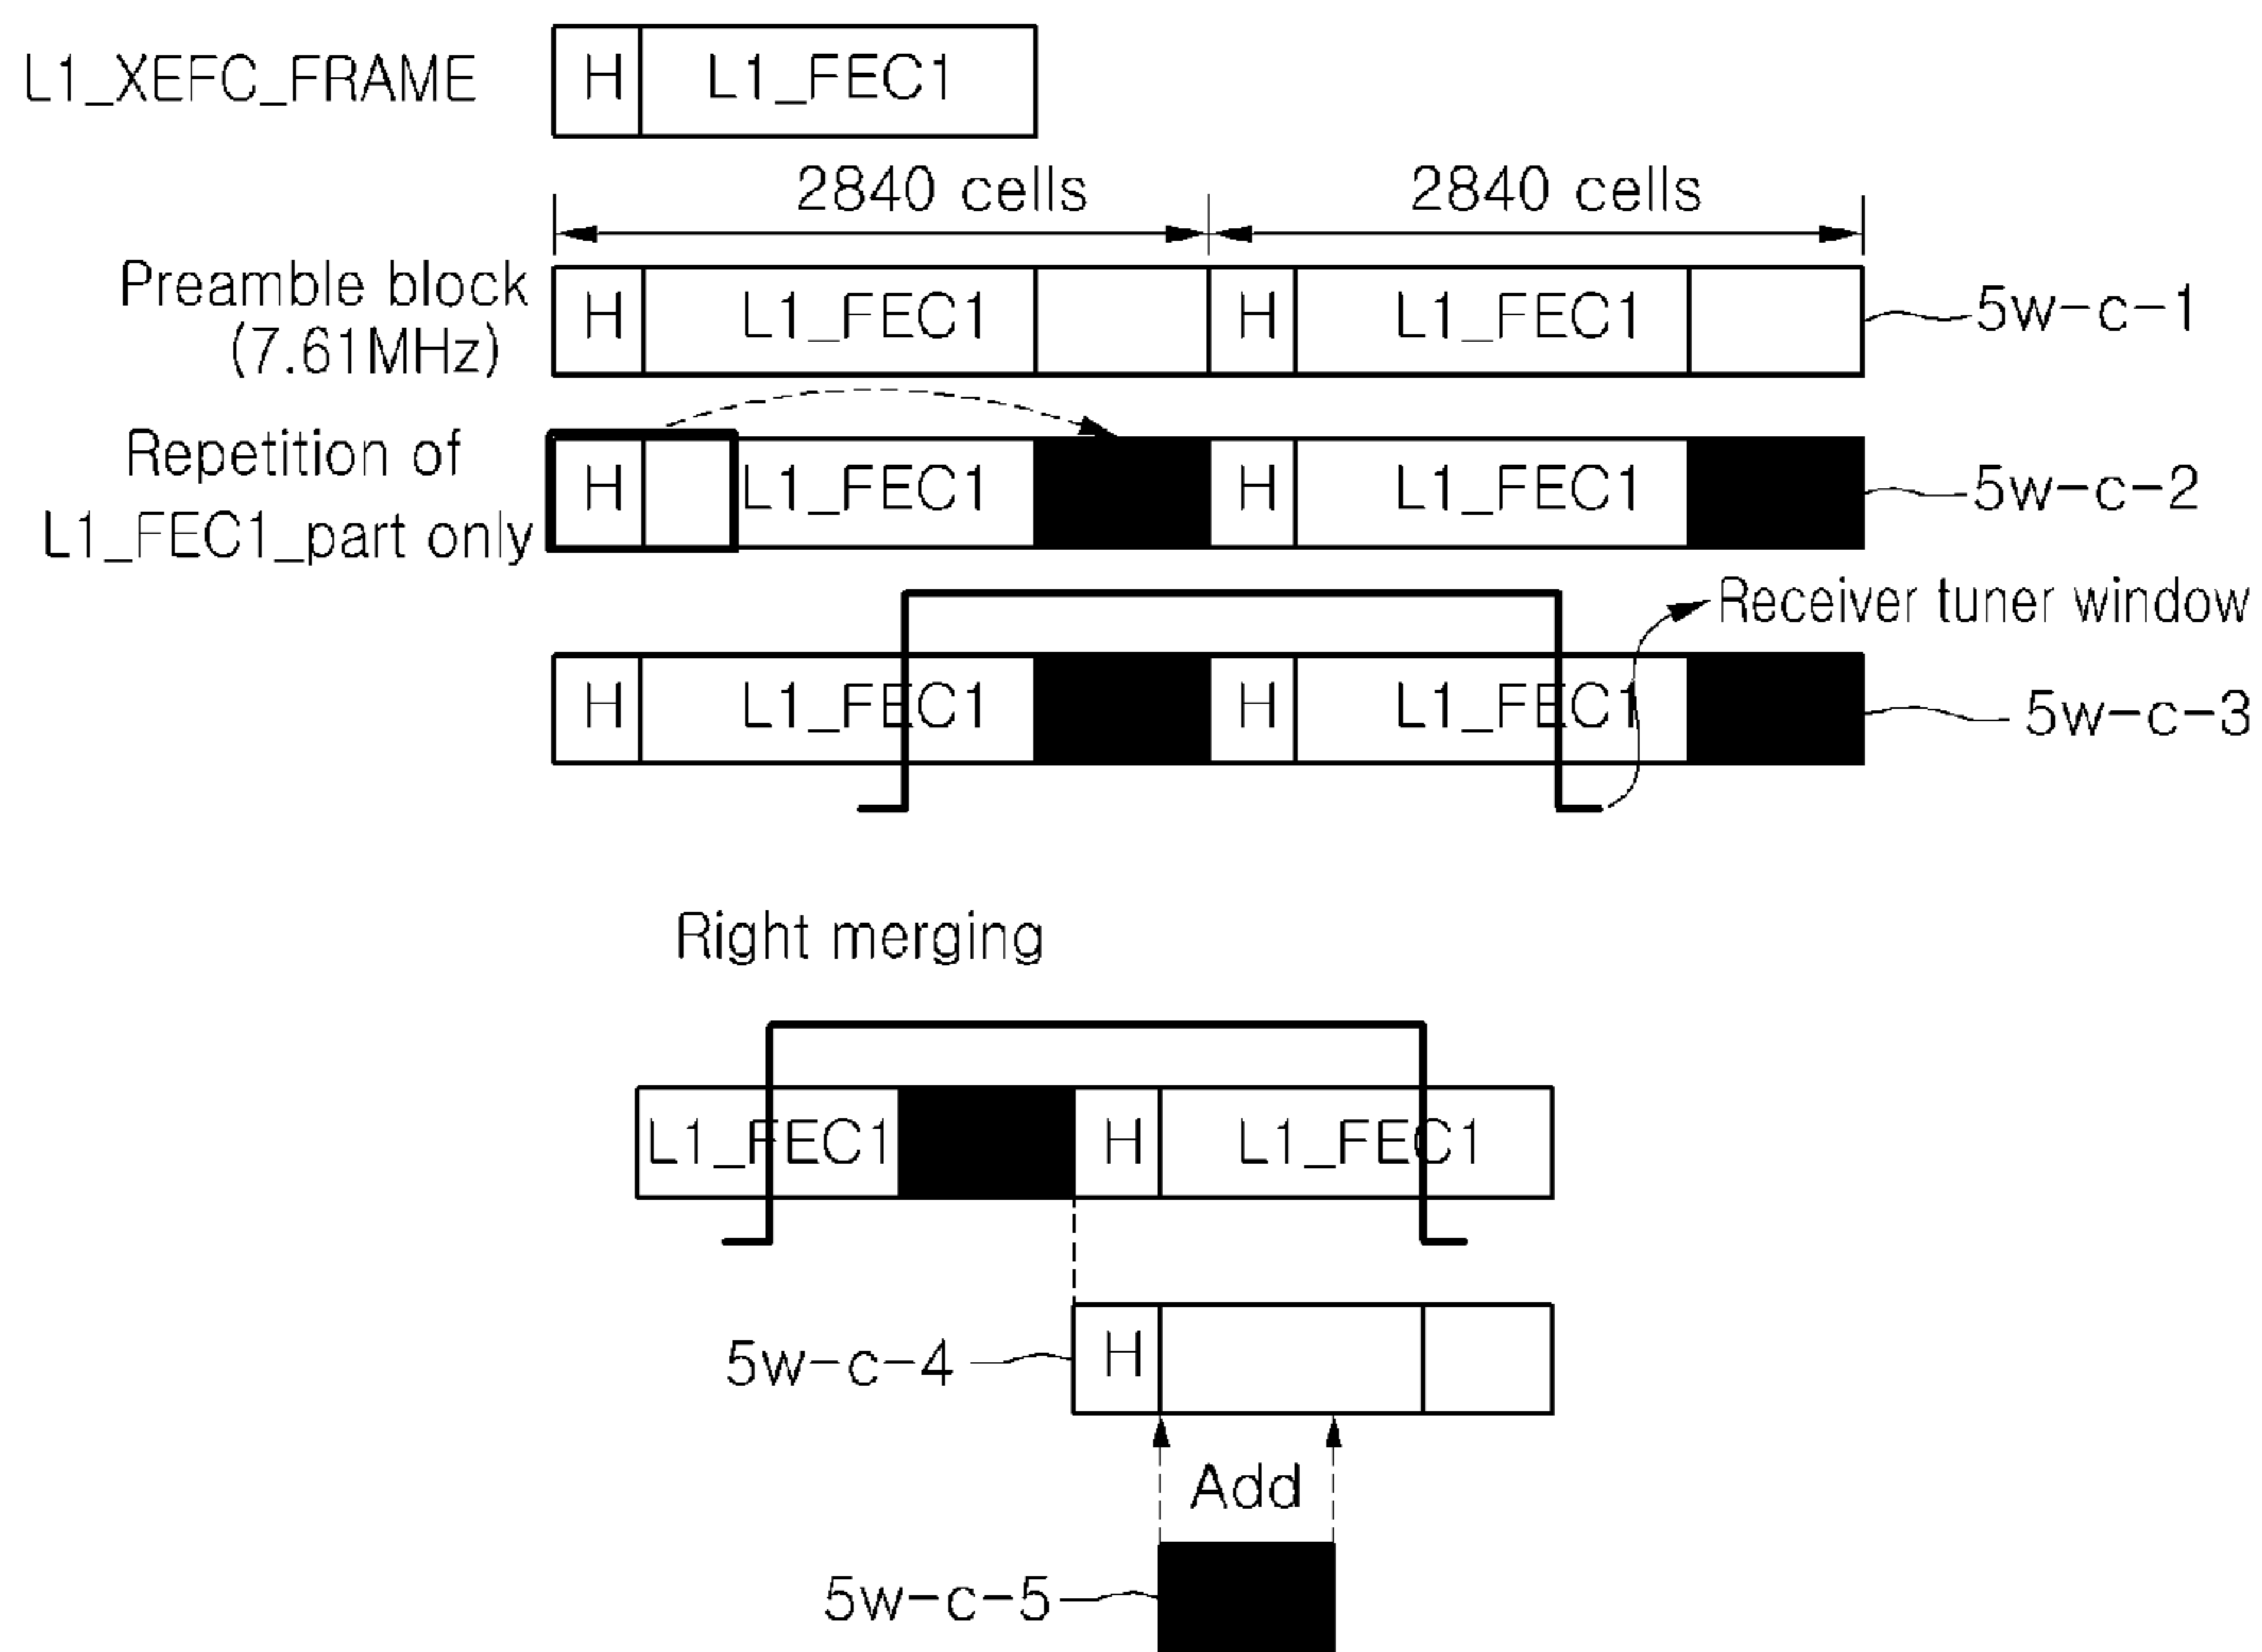 L1_XEFC_FRAME
H L1_FEC1
2840 cells 2840 cells
Preamble block
(7.61MHz)
H L1_FEC1 H L1_FEC1
5w-c-1
Repetition of
L1_FEC1_part only
H L1_FEC1 H L1_FEC1
5w-c-2
Receiver tuner window
H L1_FEC1 H L1_FEC1
5w-c-3
Right merging
L1_FEC1 H L1_FEC1
5w-c-4 H
Add
5w-c-5